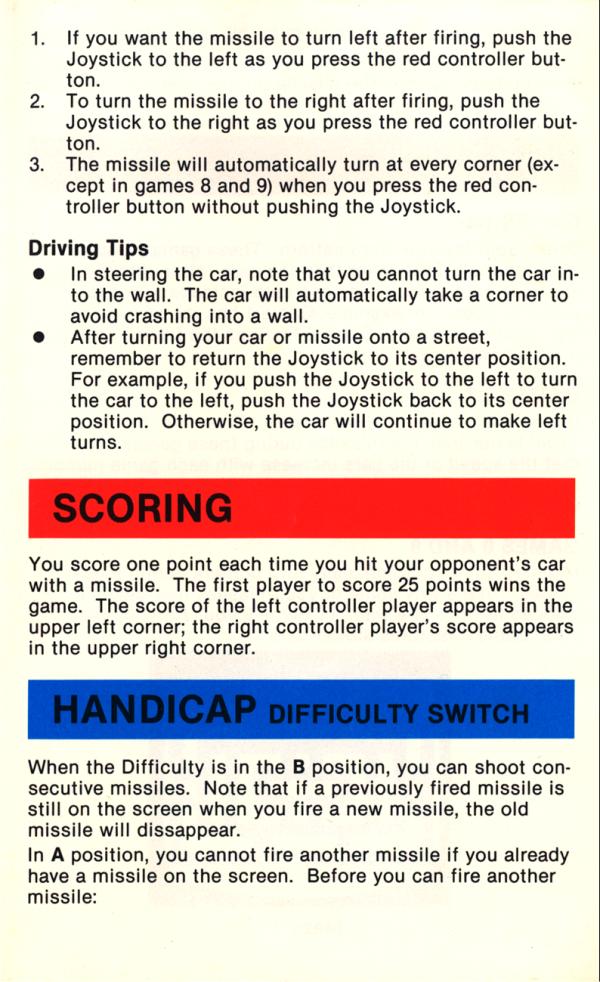 1. If you want the missile to turn left after firing, push the
Joystick to the left as you press the red controller but-
ton.
2. To turn the missile to the right after firing, push the
Joystick to the right as you press the red controller but-
ton.
3. The missile will automatically turn at every corner (ex-
cept in games 8 and 9) when you press the red con-
troller button without pushing the Joystick.
Driving Tips
● In steering the car, note that you cannot turn the car in-
to the wall. The car will automatically take a corner to
avoid crashing into a wall.
● After turning your car or missile onto a street,
remember to return the Joystick to its center position.
For example, if you push the Joystick to the left to turn
the car to the left, push the Joystick back to its center
position. Otherwise, the car will continue to make left
turns.
SCORING
You score one point each time you hit your opponent's car
with a missile. The first player to score 25 points wins the
game. The score of the left controller player appears in the
upper left corner; the right controller player's score appears
in the upper right corner.
HANDICAP DIFFICULTY SWITCH
When the Difficulty is in the B position, you can shoot con-
secutive missiles. Note that if a previously fired missile is
still on the screen when you fire a new missile, the old
missile will dissappear.
In A position, you cannot fire another missile if you already
have a missile on the screen. Before you can fire another
missile: